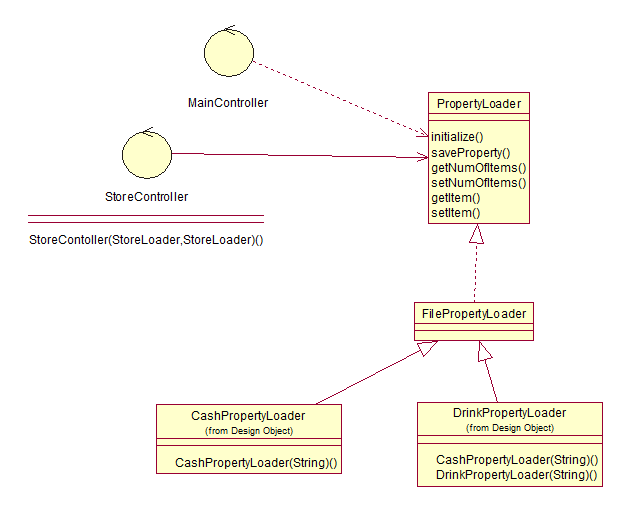 MainController
PropertyLoader
initialize()
saveProperty()
getNumOfItems()
setNumOfItems()
getItem()
setItem()
StoreController
StoreContoller(StoreLoader,StoreLoader)()
FilePropertyLoader
CashPropertyLoader
(from Design Object)
CashPropertyLoader(String)()
DrinkPropertyLoader
(from Design Object)
CashPropertyLoader(String)()
DrinkPropertyLoader(String)()